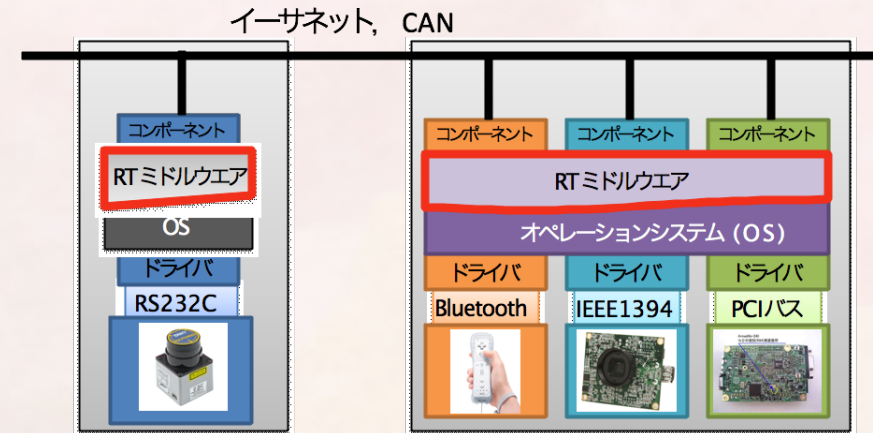 イーサネット, CAN
コンポーネント
RTミドルウエア
OS
ドライバ
RS232C
コンポーネント
コンポーネント
コンポーネント
RTミドルウエア
オペレーションシステム (OS)
ドライバ
ドライバ
ドライバ
Bluetooth
IEEE1394
PCIバス